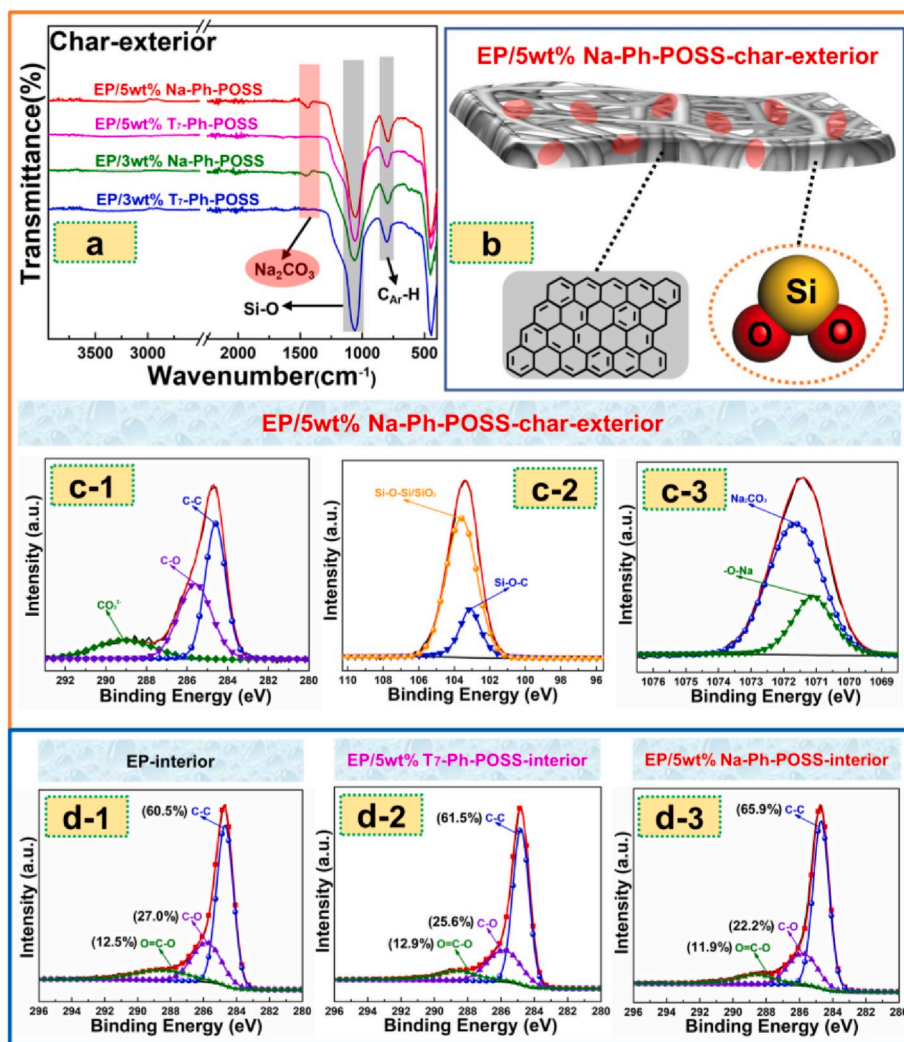 Char-exterior
EP/5wt% Na-Ph-POSS
EP/5wt% T₇-Ph-POSS
EP/3wt% Na-Ph-POSS
EP/3wt% T₇-Ph-POSS
a
Na₂CO₃
Si-O
C_Ar-H
Transmittance(%)
3500 3000 2000 1500 1000 500
Wavenumber(cm⁻¹)
EP/5wt% Na-Ph-POSS-char-exterior
b
Si
O
O
EP/5wt% Na-Ph-POSS-char-exterior
c-1
C-C
C-O
CO₃²⁻
Intensity (a.u.)
292 290 288 286 284 282 280
Binding Energy (eV)
c-2
Si-O-Si/SiO₂
Si-O-C
Intensity (a.u.)
110 108 106 104 102 100 98 96
Binding Energy (eV)
c-3
Na₂CO₃
-O-Na
Intensity (a.u.)
1076 1075 1074 1073 1072 1071 1070 1069
Binding Energy (eV)
EP-interior
d-1
(60.5%) C-C
(27.0%) C-O
(12.5%) O=C-O
Intensity (a.u.)
296 294 292 290 288 286 284 282 280
Binding Energy (eV)
EP/5wt% T₇-Ph-POSS-interior
d-2
(61.5%) C-C
(25.6%) C-O
(12.9%) O=C-O
Intensity (a.u.)
296 294 292 290 288 286 284 282 280
Binding Energy (eV)
EP/5wt% Na-Ph-POSS-interior
d-3
(65.9%) C-C
(22.2%) C-O
(11.9%) O=C-O
Intensity (a.u.)
296 294 292 290 288 286 284 282 280
Binding Energy (eV)